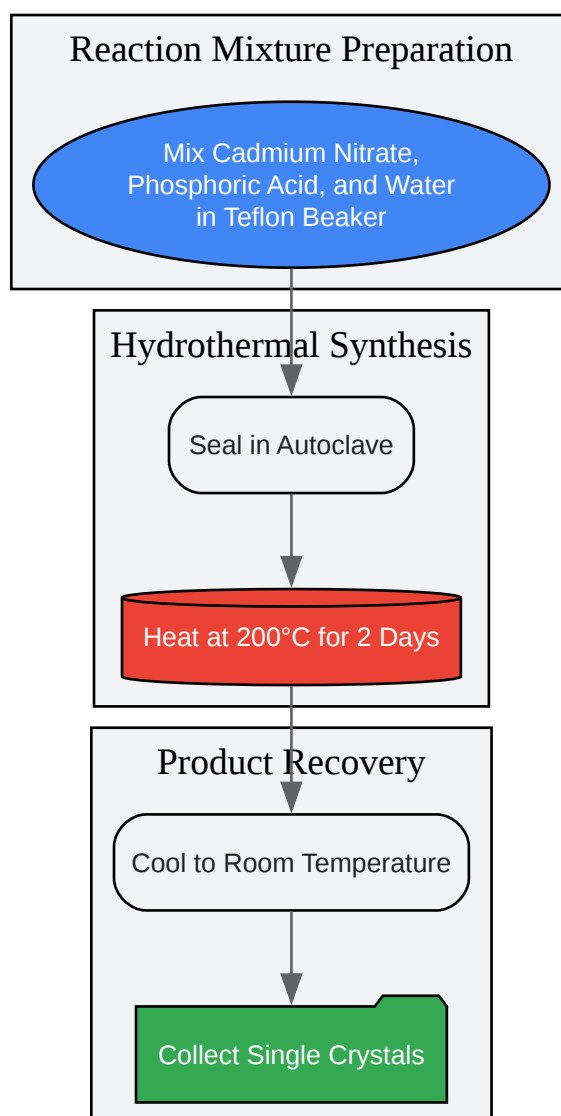 Reaction Mixture Preparation
Mix Cadmium Nitrate,
Phosphoric Acid, and Water
in Teflon Beaker
Hydrothermal Synthesis
Seal in Autoclave
Heat at 200°C for 2 Days
Product Recovery
Cool to Room Temperature
Collect Single Crystals